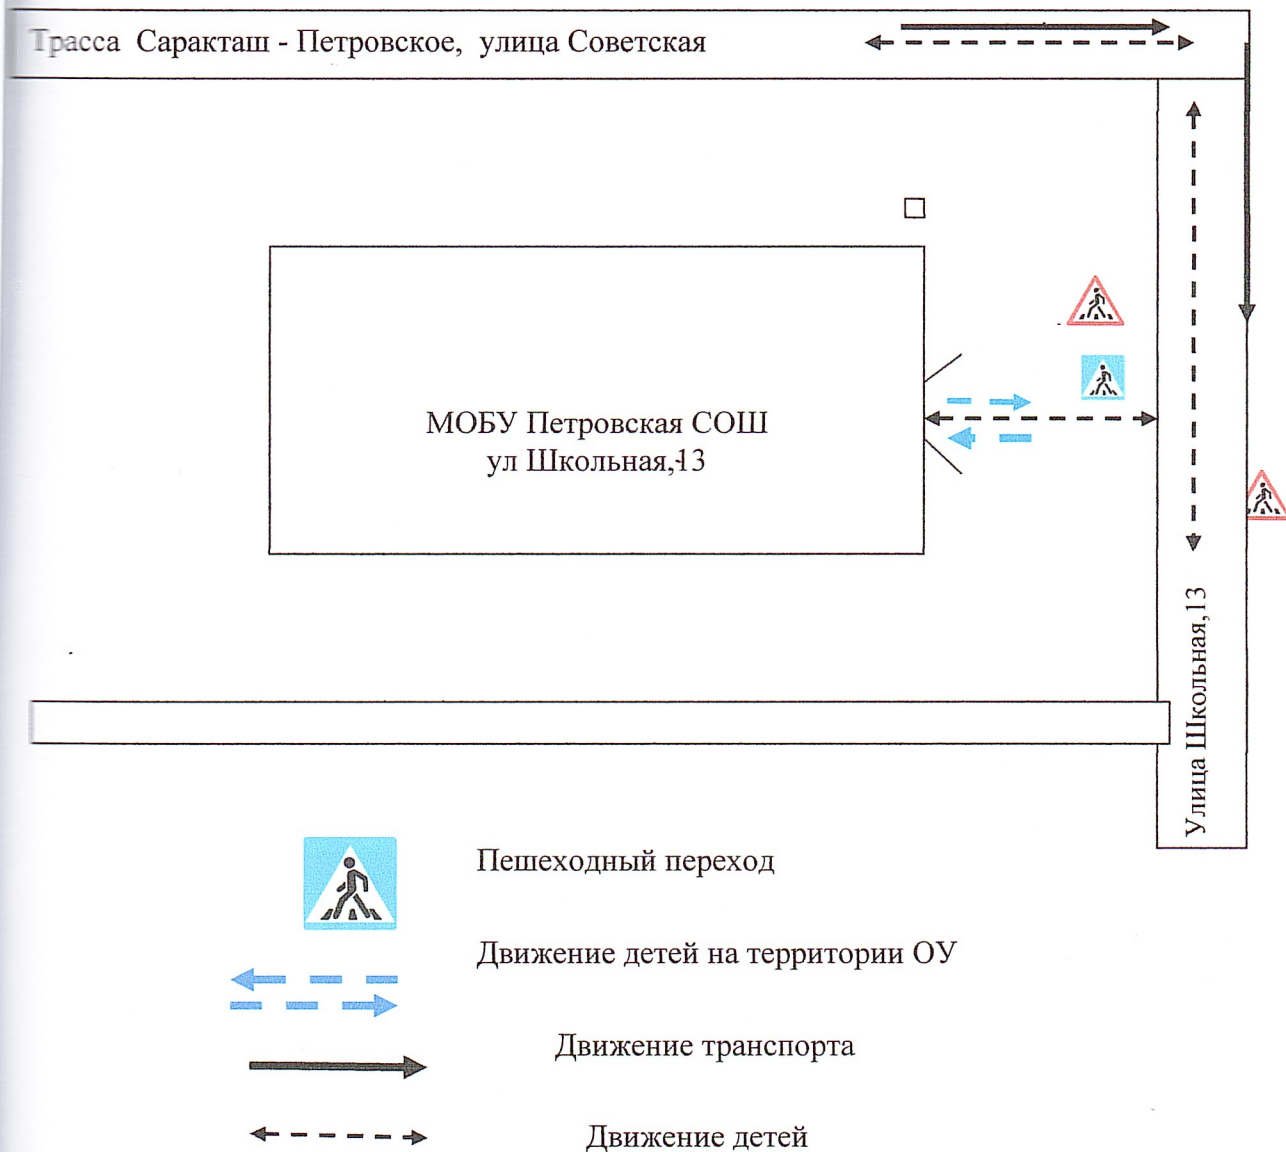 Трасса Саракташ - Петровское, улица Советская
МОБУ Петровская СОШ
ул Школьная,13
Улица Школьная,13
Пешеходный переход
Движение детей на территории ОУ
Движение транспорта
Движение детей